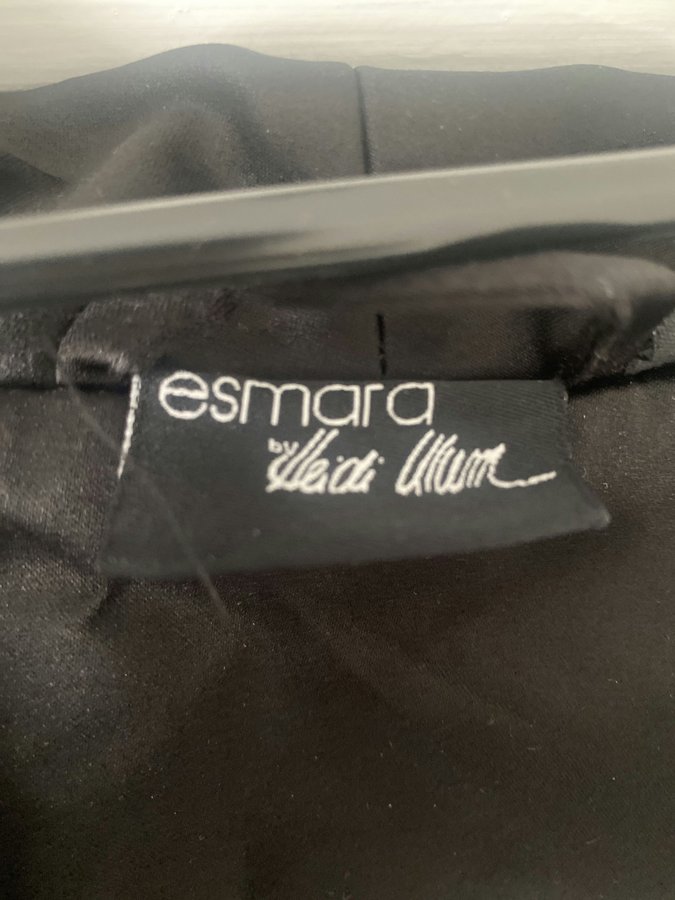 esmara
by Heidi Klum